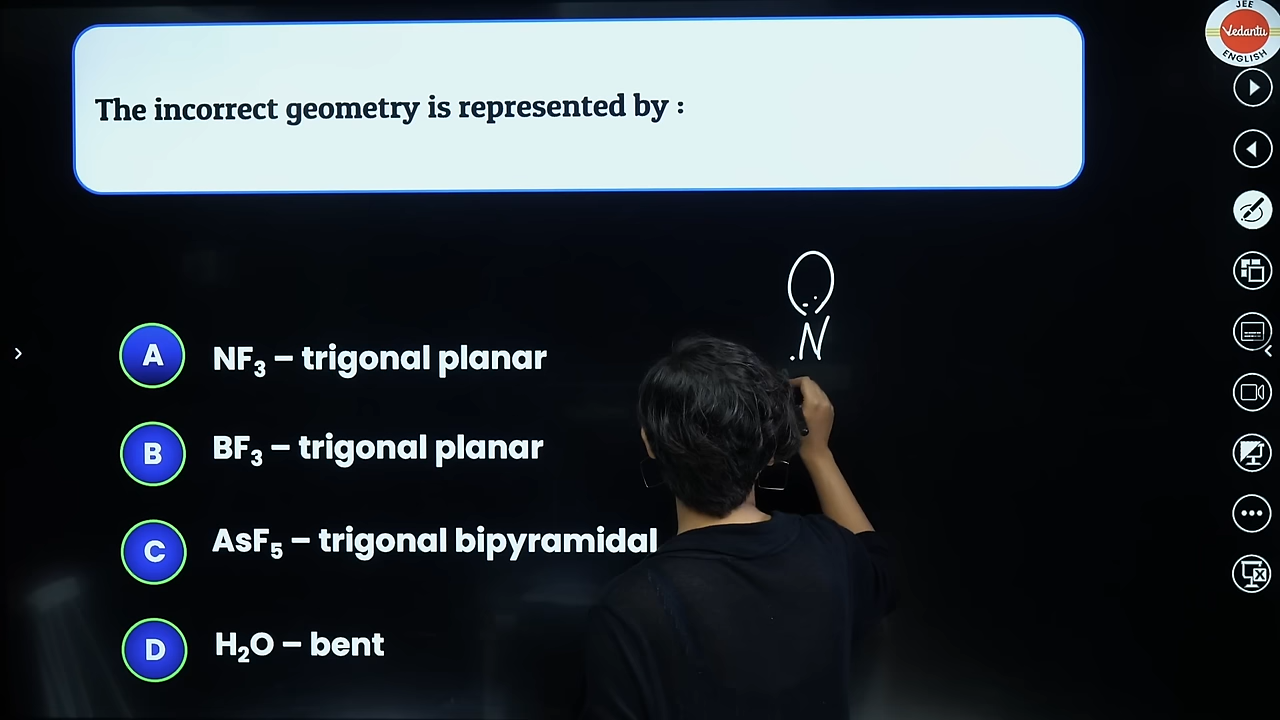 JEE
Vedantu
ENGLISH
The incorrect geometry is represented by :
N
A NF₃ – trigonal planar
B BF₃ – trigonal planar
C AsF₅ – trigonal bipyramidal
D H₂O – bent